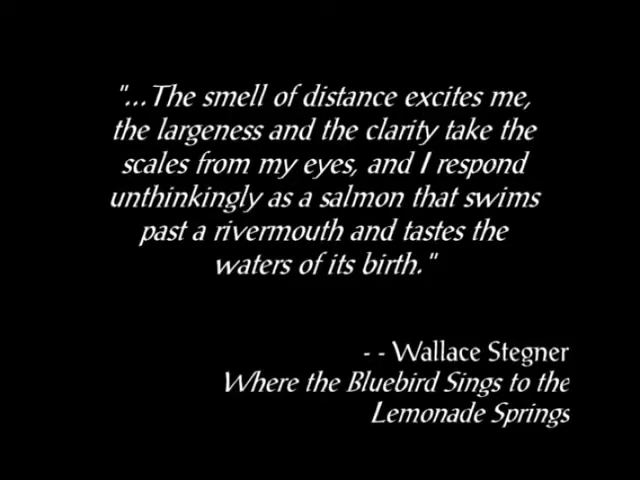 "...The smell of distance excites me,
the largeness and the clarity take the
scales from my eyes, and I respond
unthinkingly as a salmon that swims
past a rivermouth and tastes the
waters of its birth."
- - Wallace Stegner
Where the Bluebird Sings to the
Lemonade Springs